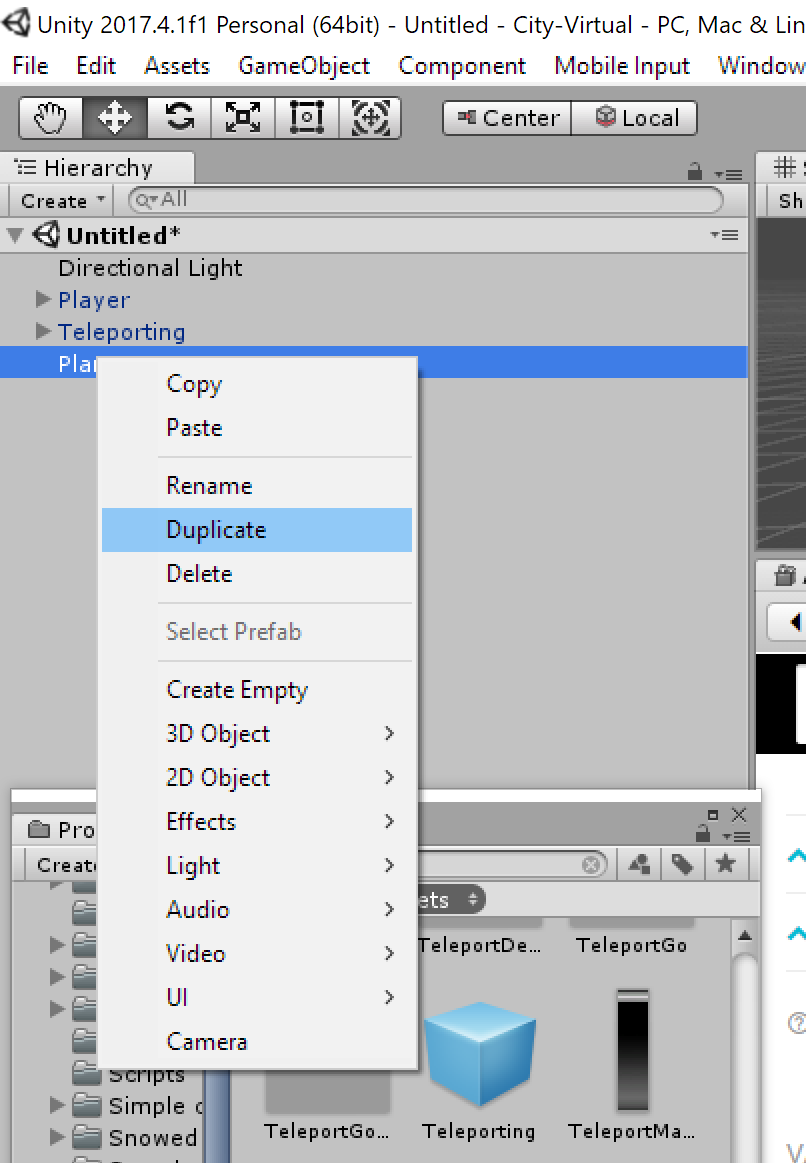 Unity 2017.4.1f1 Personal (64bit) - Untitled - City-Virtual - PC, Mac & Lin
File Edit Assets GameObject Component Mobile Input Window
Center Local
Hierarchy
Create All Sh
Untitled*
Directional Light
Player
Teleporting
Pla
Copy
Paste
Rename
Duplicate
Delete
Select Prefab
Create Empty
3D Object
2D Object
Effects
Light
Audio
Video
UI
Camera
Pro
Create
ets
TeleportDe... TeleportGo
Scripts
Simple
Snowed
TeleportGo... Teleporting TeleportMa...